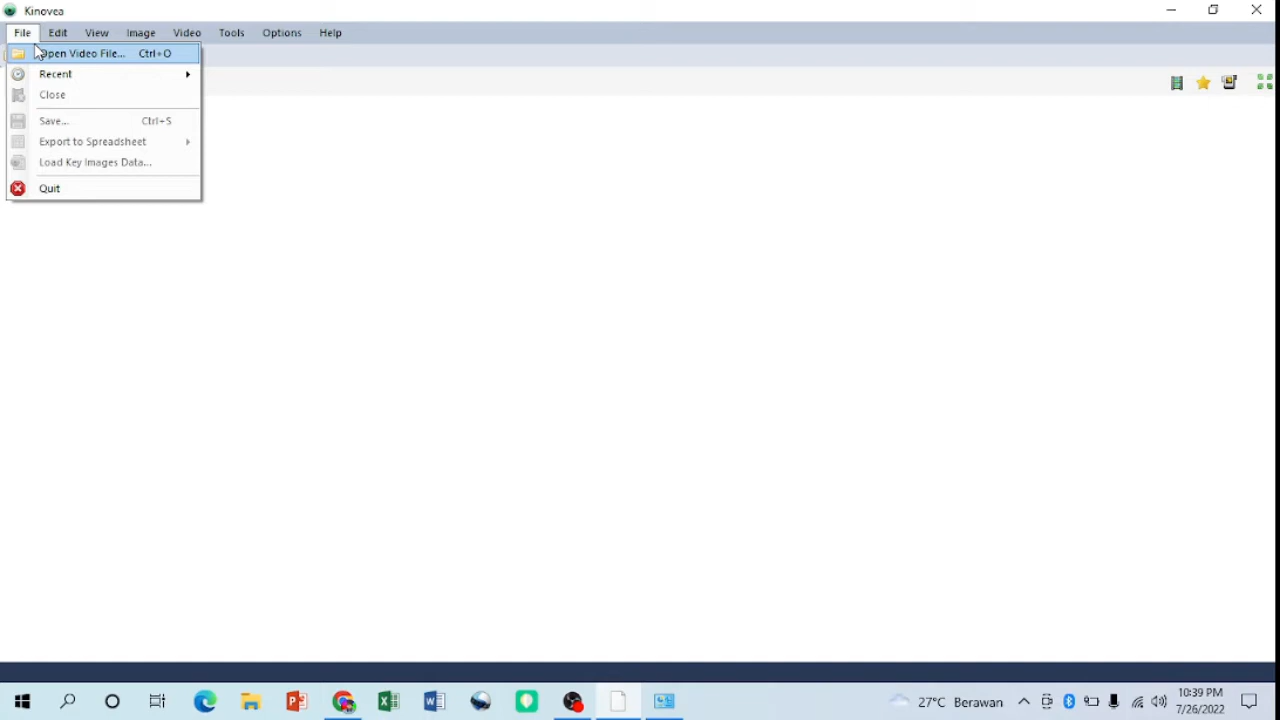 Kinovea
File Edit View Image Video Tools Options Help
Open Video File... Ctrl+O
Recent
Close
Save... Ctrl+S
Export to Spreadsheet
Load Key Images Data...
Quit
27°C Berawan
10:39 PM
7/26/2022